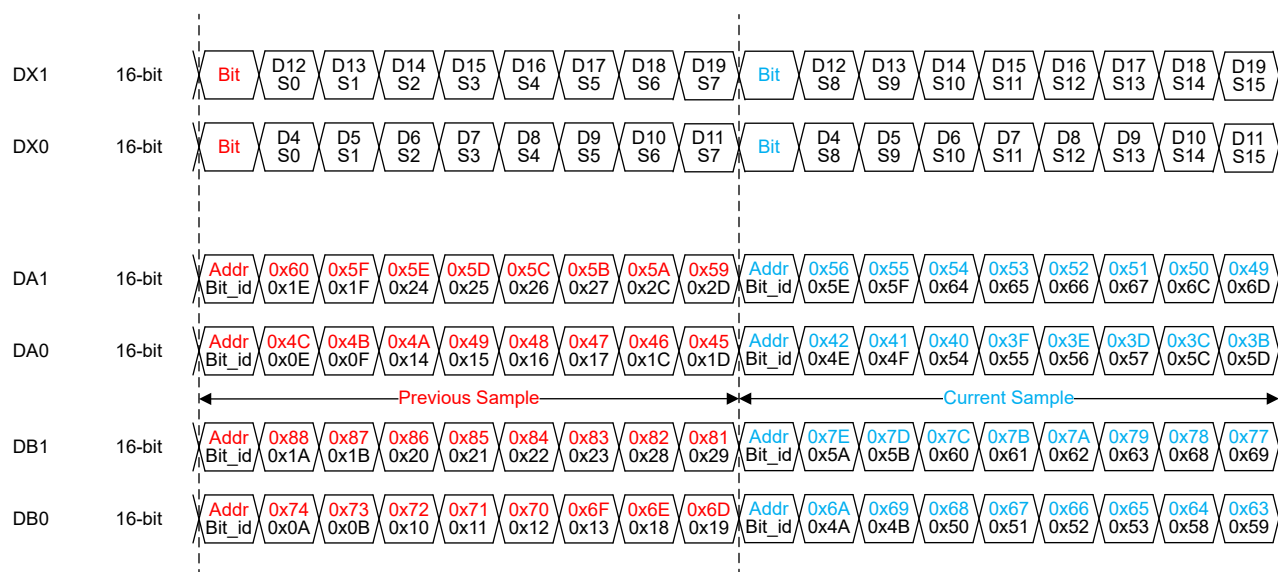 DX1 16-bit Bit D12 D13 D14 D15 D16 D17 D18 D19 Bit D12 D13 D14 D15 D16 D17 D18 D19
S0 S1 S2 S3 S4 S5 S6 S7 S8 S9 S10 S11 S12 S13 S14 S15
DX0 16-bit Bit D4 D5 D6 D7 D8 D9 D10 D11 Bit D4 D5 D6 D7 D8 D9 D10 D11
S0 S1 S2 S3 S4 S5 S6 S7 S8 S9 S10 S11 S12 S13 S14 S15
DA1 16-bit Addr 0x60 0x5F 0x5E 0x5D 0x5C 0x5B 0x5A 0x59 Addr 0x56 0x55 0x54 0x53 0x52 0x51 0x50 0x49
Bit_id 0x1E 0x1F 0x24 0x25 0x26 0x27 0x2C 0x2D Bit_id 0x5E 0x5F 0x64 0x65 0x66 0x67 0x6C 0x6D
DA0 16-bit Addr 0x4C 0x4B 0x4A 0x49 0x48 0x47 0x46 0x45 Addr 0x42 0x41 0x40 0x3F 0x3E 0x3D 0x3C 0x3B
Bit_id 0x0E 0x0F 0x14 0x15 0x16 0x17 0x1C 0x1D Bit_id 0x4E 0x4F 0x54 0x55 0x56 0x57 0x5C 0x5D
Previous Sample Current Sample
DB1 16-bit Addr 0x88 0x87 0x86 0x85 0x84 0x83 0x82 0x81 Addr 0x7E 0x7D 0x7C 0x7B 0x7A 0x79 0x78 0x77
Bit_id 0x1A 0x1B 0x20 0x21 0x22 0x23 0x28 0x29 Bit_id 0x5A 0x5B 0x60 0x61 0x62 0x63 0x68 0x69
DB0 16-bit Addr 0x74 0x73 0x72 0x71 0x70 0x6F 0x6E 0x6D Addr 0x6A 0x69 0x68 0x67 0x66 0x65 0x64 0x63
Bit_id 0x0A 0x0B 0x10 0x11 0x12 0x13 0x18 0x19 Bit_id 0x4A 0x4B 0x50 0x51 0x52 0x53 0x58 0x59